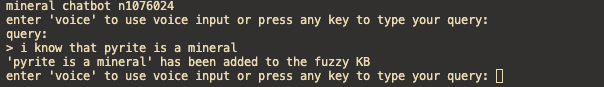 mineral chatbot n1076024
enter 'voice' to use voice input or press any key to type your query:
query:
> i know that pyrite is a mineral
'pyrite is a mineral' has been added to the fuzzy KB
enter 'voice' to use voice input or press any key to type your query: